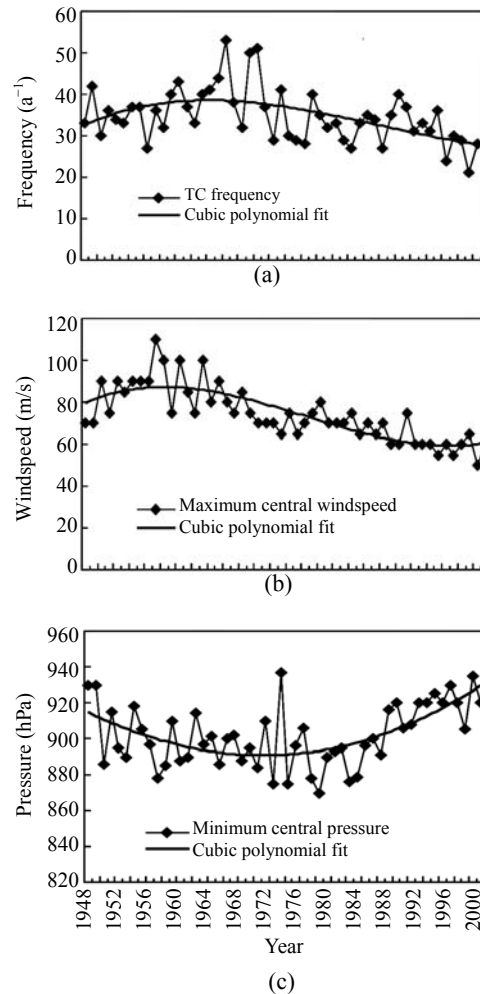 60
50
40
30
20
10
0
Frequency (a⁻¹)
TC frequency
Cubic polynomial fit
(a)
120
100
80
60
40
20
0
Windspeed (m/s)
Maximum central windspeed
Cubic polynomial fit
(b)
960
940
920
900
880
860
840
820
Pressure (hPa)
Minimum central pressure
Cubic polynomial fit
1948 1952 1956 1960 1964 1968 1972 1976 1980 1984 1988 1992 1996 2000
Year
(c)